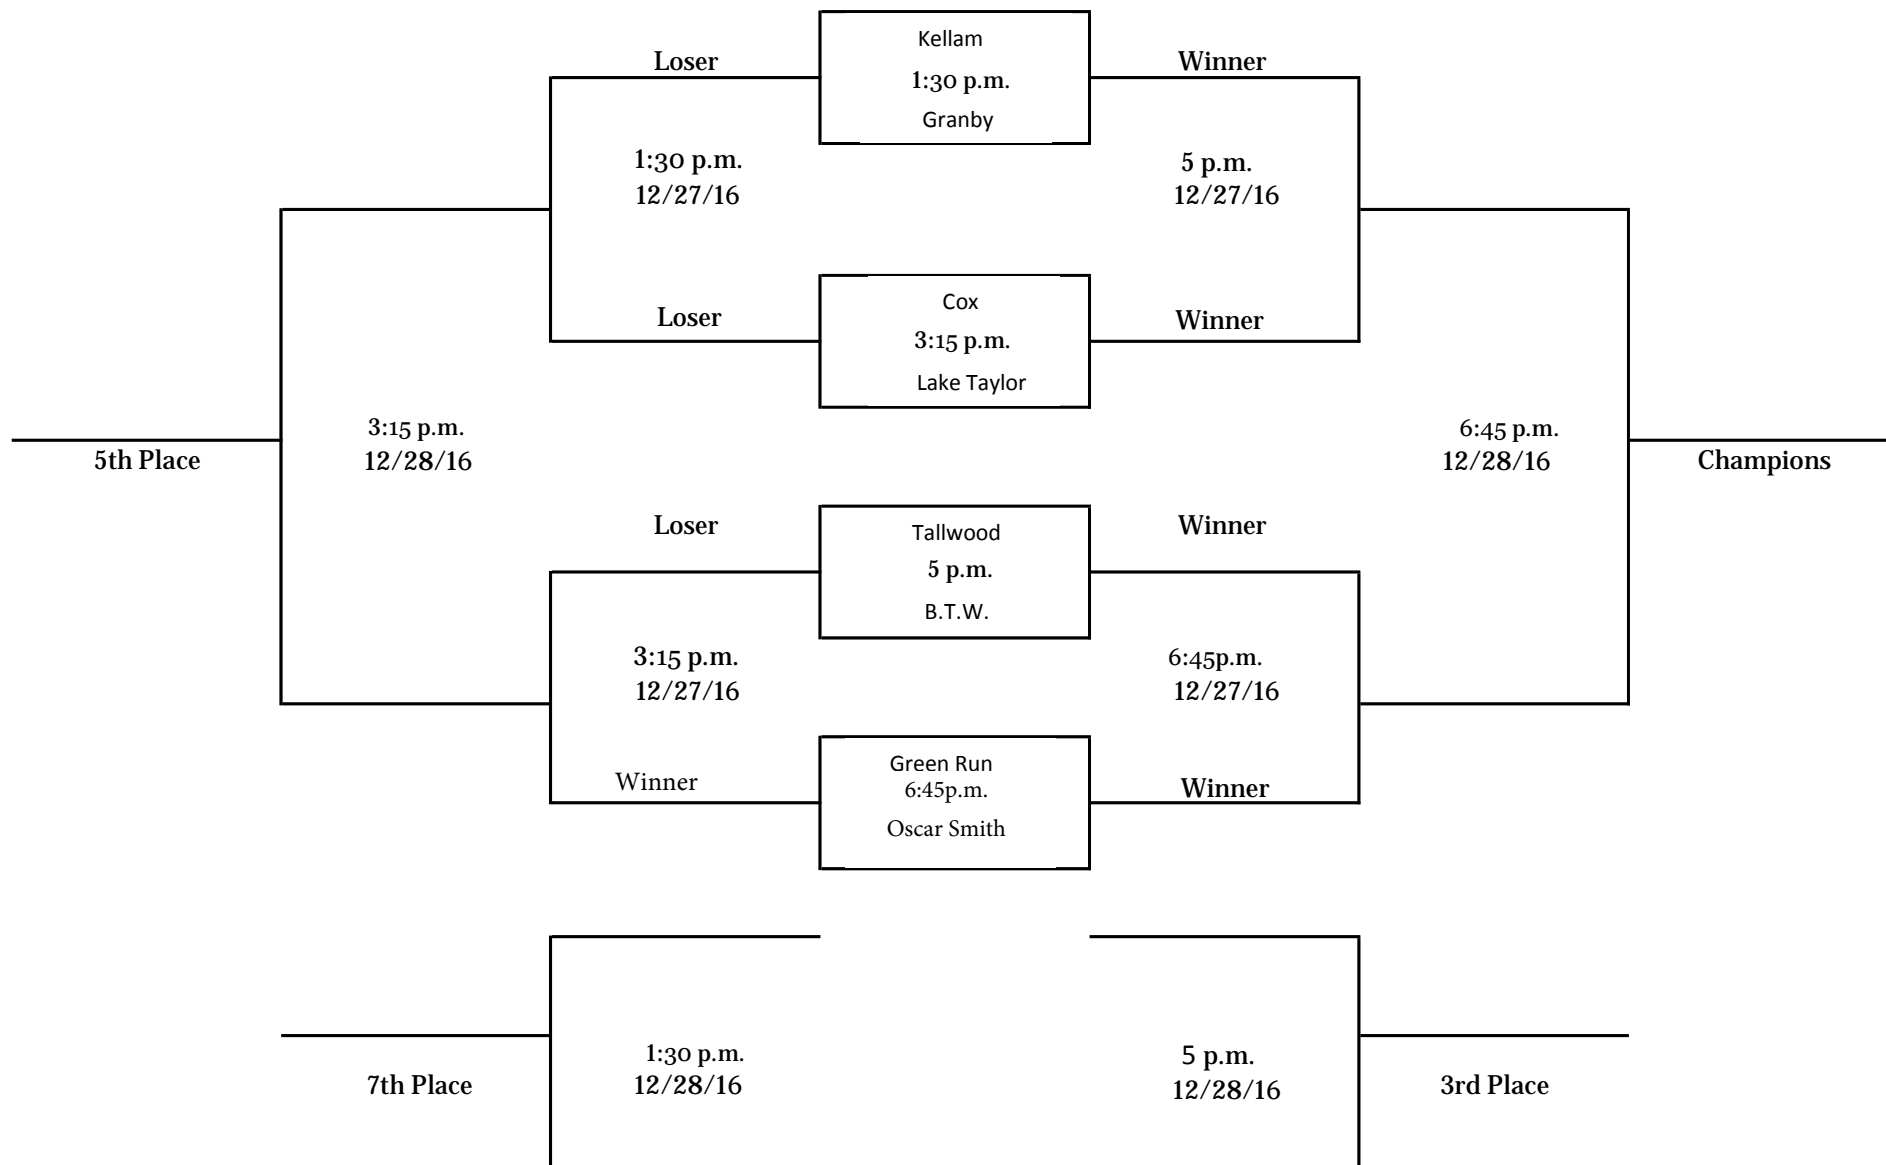 Kellam
Loser
Winner
1:30 p.m.
Granby
1:30 p.m.
12/27/16
5 p.m.
12/27/16
Cox
Loser
Winner
3:15 p.m.
Lake Taylor
3:15 p.m.
12/28/16
6:45 p.m.
12/28/16
5th Place
Champions
Loser
Winner
Tallwood
5 p.m.
B.T.W.
3:15 p.m.
12/27/16
6:45p.m.
12/27/16
Green Run
Winner
Winner
6:45p.m.
Oscar Smith
1:30 p.m.
12/28/16
5 p.m.
12/28/16
7th Place
3rd Place